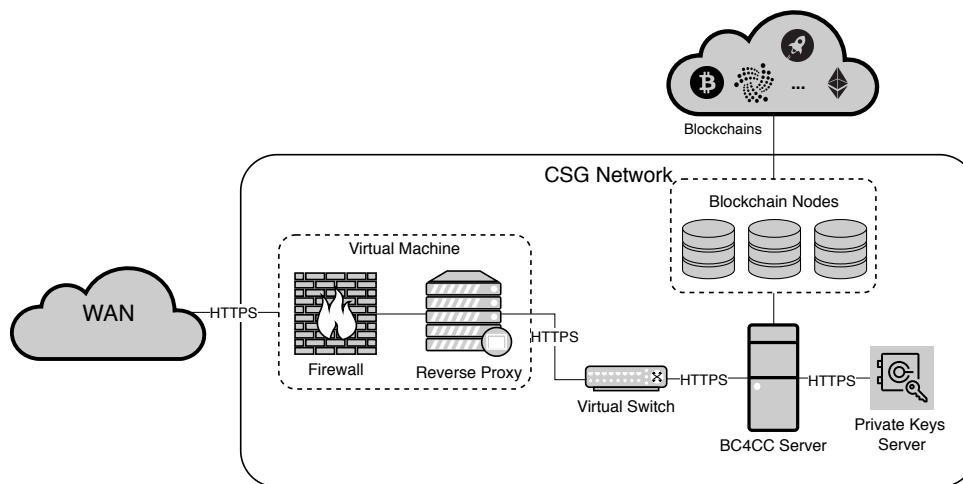 ...
Blockchains
CSG Network
Blockchain Nodes
Virtual Machine
WAN
HTTPS
Firewall
Reverse Proxy
HTTPS
Virtual Switch
HTTPS
BC4CC Server
HTTPS
Private Keys
Server